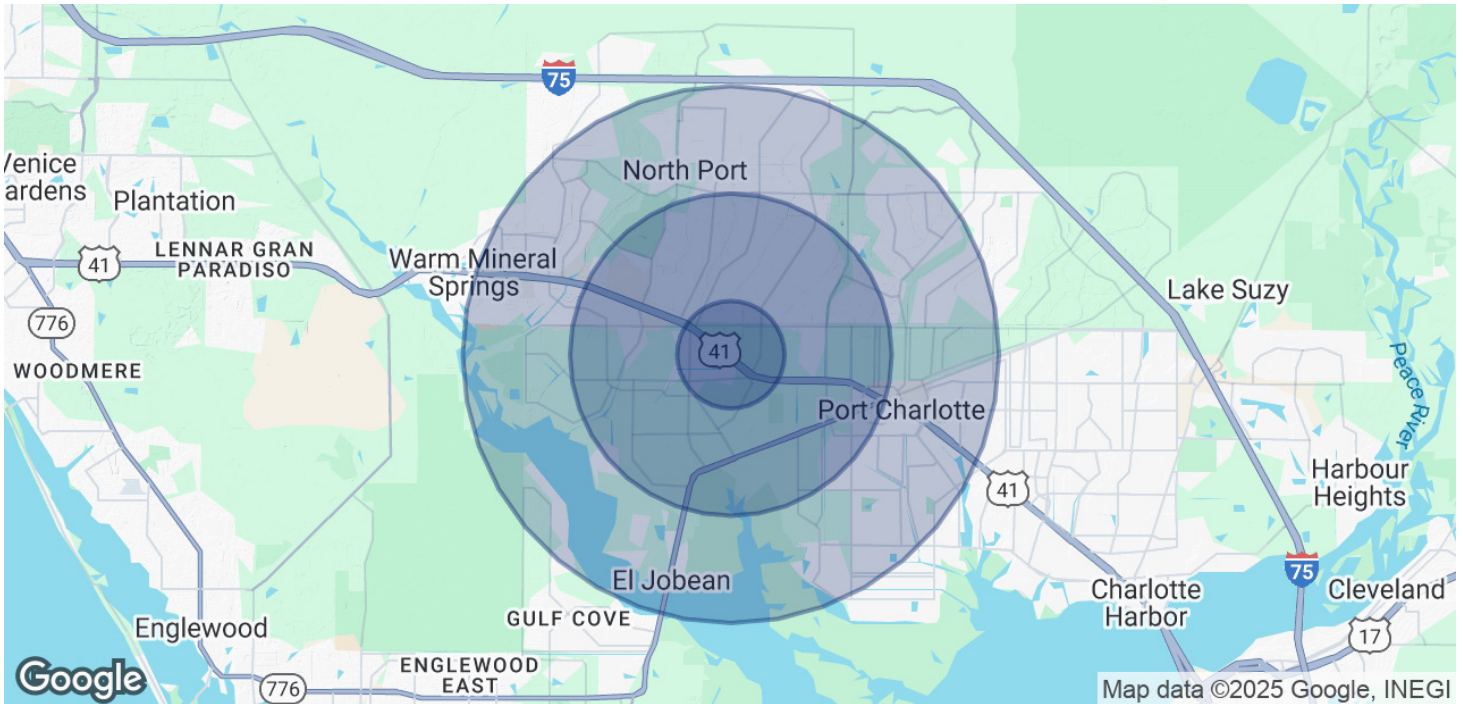 75
North Port
Venice
Gardens
Plantation
LENNAR GRAN
PARADISO
41
Warm Mineral
Springs
Lake Suzy
776
41
WOODMERE
Peace River
Port Charlotte
Harbour
Heights
41
El Jobean
75
Charlotte
Harbor
Cleveland
GULF COVE
Englewood
17
ENGLEWOOD
EAST
776
Google
Map data ©2025 Google, INEGI